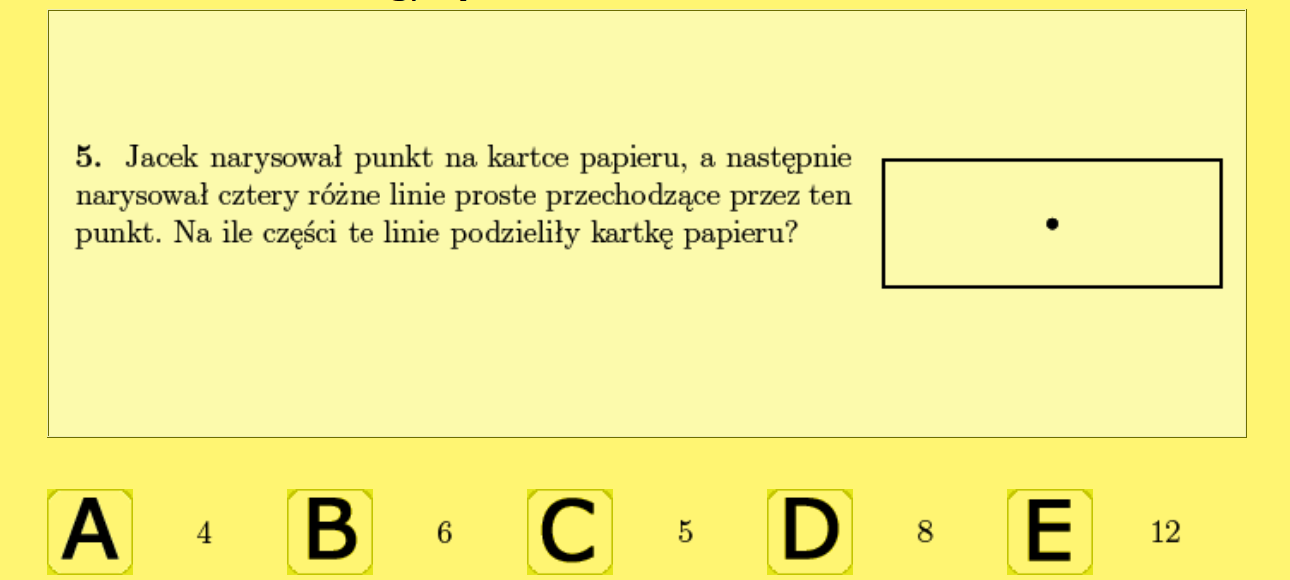 5. Jacek narysował punkt na kartce papieru, a następnie
narysował cztery różne linie proste przechodzące przez ten
punkt. Na ile części te linie podzieliły kartkę papieru?
A 4 B 6 C 5 D 8 E 12